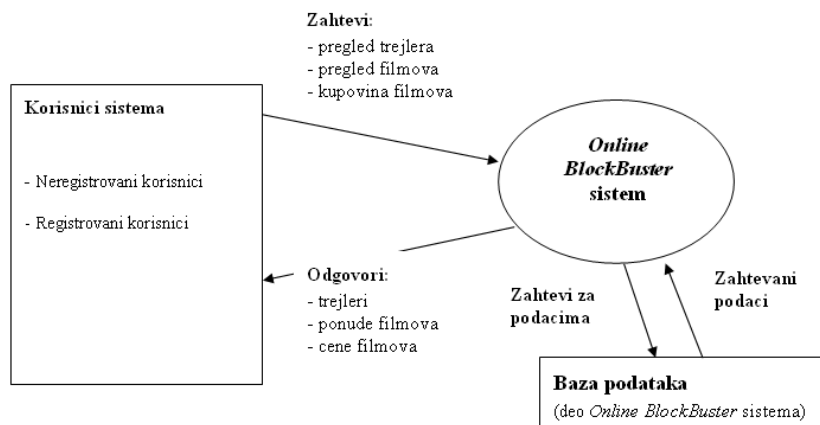 Zahtevi:
- pregled trejlera
- pregled filmova
- kupovina filmova
Korisnici sistema
- Neregistrovani korisnici
- Registrovani korisnici
Online
BlockBuster
sistem
Odgovori:
- trejleri
- ponude filmova
- cene filmova
Zahtevi za
podacima
Zahtevani
podaci
Baza podataka
(deo Online BlockBuster sistema)